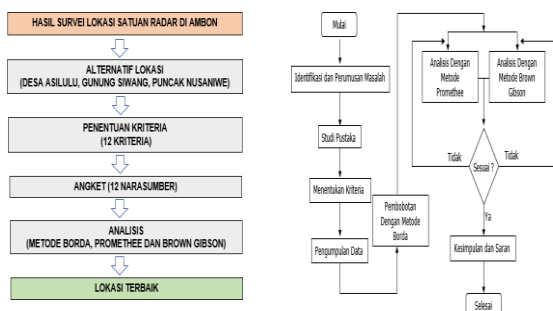 HASIL SURVEI LOKASI SATUAN RADAR DI AMBON
ALTERNATIF LOKASI
(DESA ASILULU, GUNUNG SIWANG, PUNCAK NUSANIWE)
PENENTUAN KRITERIA
(12 KRITERIA)
ANGKET (12 NARASUMBER)
ANALISIS
(METODE BORDA, PROMETHEE DAN BROWN GIBSON)
LOKASI TERBAIK
Mulai
Identifikasi dan Perumusan Masalah
Studi Pustaka
Menentukan Kriteria
Pengumpulan Data
Pembobotan
Dengan Metode
Borda
Analisis Dengan
Metode
Promethee
Analisis Dengan
Metode Brown
Gibson
Tidak
Sesuai ?
Tidak
Ya
Kesimpulan dan Saran
Selesai